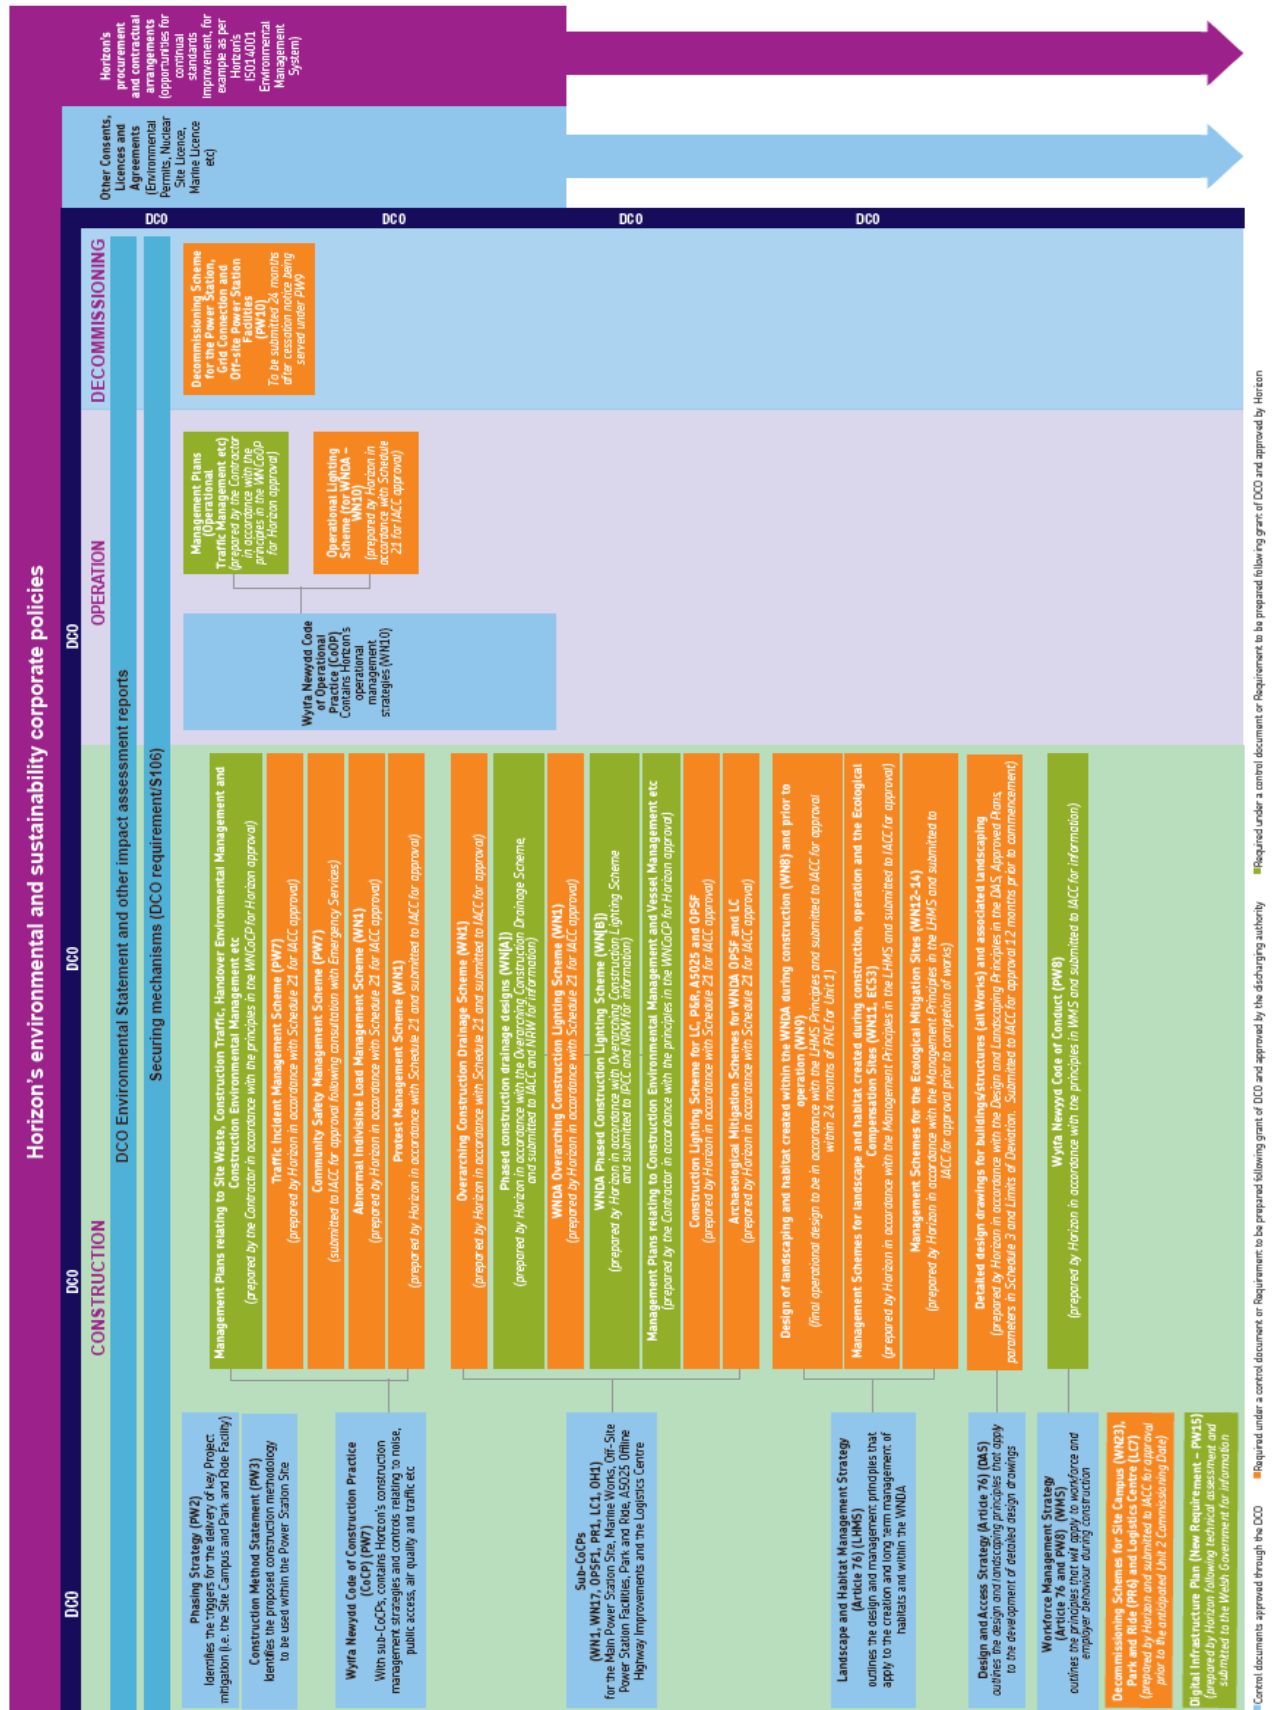 Horizon's environmental and sustainability corporate policies
Horizon's
procurement
and contractual
arrangements
(opportunities for
continual
standards
improvement, for
example as per
Horizon's
ISO14001
Environmental
Management
System)
Other Consents,
Licences and
Agreements
(Environmental
Permits, Nuclear
Site Licence,
Marine Licence
etc)
DCO
DCO
DCO
DCO
DCO
DCO
DCO
DCO
CONSTRUCTION
OPERATION
DECOMMISSIONING
DCO Environmental Statement and other impact assessment reports
Securing mechanisms (DCO requirement/S106)
Phasing Strategy (PW2)
Identifies the triggers for the delivery of key Project
mitigation (i.e. the Site Campus and Park and Ride Facility)
Construction Method Statement (PW3)
Identifies the proposed construction methodology
to be used within the Power Station Site
Wylfa Newydd Code of Construction Practice
(CoCP) (PW7)
With sub-CoCPs, contains Horizon's construction
management strategies and controls relating to noise,
public access, air quality and traffic etc
Sub-CoCPs
(WN1, WN17, OPSF1, PR1, LC1, OH1)
for the Main Power Station Site, Marine Works, Off-Site
Power Station Facilities, Park and Ride, A5025 Offline
Highway Improvements and the Logistics Centre
Landscape and Habitat Management Strategy
(Article 76) (LHMS)
outlines the design and management principles that
apply to the creation and long term management of
habitats and within the WNDA
Design and Access Strategy (Article 76) (DAS)
outlines the design and landscaping principles that apply
to the development of detailed design drawings
Workforce Management Strategy
(Article 76 and PW8) (WMS)
outlines the principles that will apply to workforce and
employer behaviour during construction
Decommissioning Schemes for Site Campus (WN23),
Park and Ride (PR6) and Logistics Centre (LC7)
(prepared by Horizon and submitted to IACC for approval
prior to the anticipated Unit 2 Commissioning Date)
Digital Infrastructure Plan (New Requirement – PW15)
(prepared by Horizon following technical assessment and
submitted to the Welsh Government for information
Management Plans relating to Site Waste, Construction Traffic, Handover Environmental Management and
Construction Environmental Management etc
(prepared by the Contractor in accordance with the principles in the WNCoCP for Horizon approval)
Traffic Incident Management Scheme (PW7)
(prepared by Horizon in accordance with Schedule 21 for IACC approval)
Community Safety Management Scheme (PW7)
(submitted to IACC for approval following consultation with Emergency Services)
Abnormal Indivisible Load Management Scheme (WN1)
(prepared by Horizon in accordance with Schedule 21 for IACC approval)
Protest Management Scheme (WN1)
(prepared by Horizon in accordance with Schedule 21 and submitted to IACC for approval)
Overarching Construction Drainage Scheme (WN1)
(prepared by Horizon in accordance with Schedule 21 and submitted to IACC for approval)
Phased construction drainage designs (WN[A])
(prepared by Horizon in accordance with the Overarching Construction Drainage Scheme,
and submitted to IACC and NRW for information)
WNDA Overarching Construction Lighting Scheme (WN1)
(prepared by Horizon in accordance with Schedule 21 for IACC approval)
WNDA Phased Construction Lighting Scheme (WN[B])
(prepared by Horizon in accordance with Overarching Construction Lighting Scheme
and submitted to IPCC and NRW for information)
Management Plans relating to Construction Environmental Management and Vessel Management etc
(prepared by the Contractor in accordance with the principles in the WNCoCP for Horizon approval)
Construction Lighting Scheme for LC, P&R, A5025 and OPSF
(prepared by Horizon in accordance with Schedule 21 for IACC approval)
Archaeological Mitigation Schemes for WNDA OPSF and LC
(prepared by Horizon in accordance with Schedule 21 for IACC approval)
Design of landscaping and habitat created within the WNDA during construction (WN8) and prior to
operation (WN9)
(final operational design to be in accordance with the LHMS Principles and submitted to IACC for approval
within 24 months of FNC for Unit 1)
Management Schemes for landscape and habitat created during construction, operation and the Ecological
Compensation Sites (WN11, ECS3)
(prepared by Horizon in accordance with the Management Principles in the LHMS and submitted to IACC for approval)
Management Schemes for the Ecological Mitigation Sites (WN12-14)
(prepared by Horizon in accordance with the Management Principles in the LHMS and submitted to
IACC for approval prior to completion of works)
Detailed design drawings for buildings/structures (all Works) and associated landscaping
(prepared by Horizon in accordance with the Design and Landscaping Principles in the DAS, Approved Plans,
parameters in Schedule 3 and Limits of Deviation. Submitted to IACC for approval 12 months prior to commencement)
Wylfa Newyyd Code of Conduct (PW8)
(prepared by Horizon in accordance with the principles in WMS and submitted to IACC for information)
Wylfa Newydd Code
of Operational
Practice (CoOP)
Contains Horizon's
operational
management
strategies (WN10)
Management Plans
(Operational
Traffic Management etc)
(prepared by the Contractor
in accordance with the
principles in the WNCoOP
for Horizon approval)
Operational Lighting
Scheme (for WNDA –
WN10)
(prepared by Horizon in
accordance with Schedule
21 for IACC approval)
Decommissioning Scheme
for the Power Station,
Grid Connection and
Off-site Power Station
Facilities
(PW10)
To be submitted 24 months
after cessation notice being
served under PW9
Control documents approved through the DCO
Required under a control document or Requirement to be prepared following grant of DCO and approved by the discharging authority
Required under a control document or Requirement to be prepared following grant of DCO and approved by Horizon